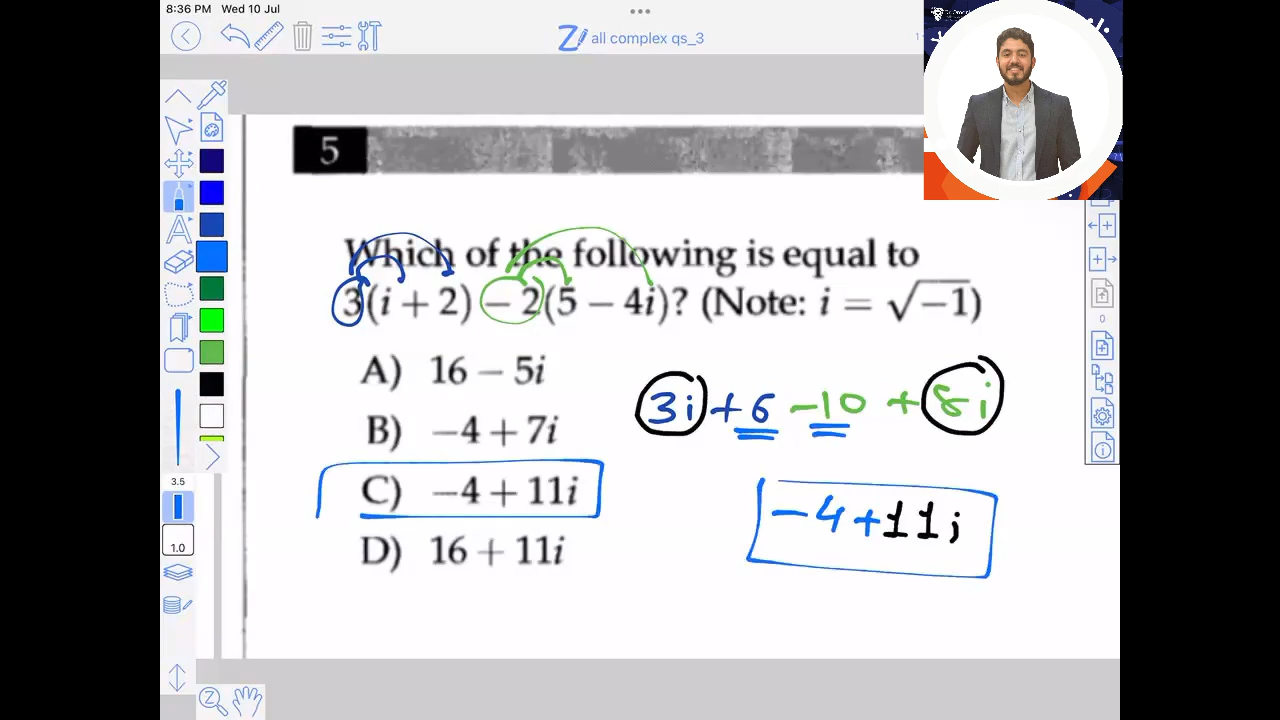 8:36 PM Wed 10 Jul
all complex qs_3
5
Which of the following is equal to
3(i + 2) − 2(5 − 4i)? (Note: i = √−1)
A) 16 − 5i
B) −4 + 7i
C) −4 + 11i
D) 16 + 11i
3i + 6 − 10 + 8i
−4 + 11i
3.5
1.0
0